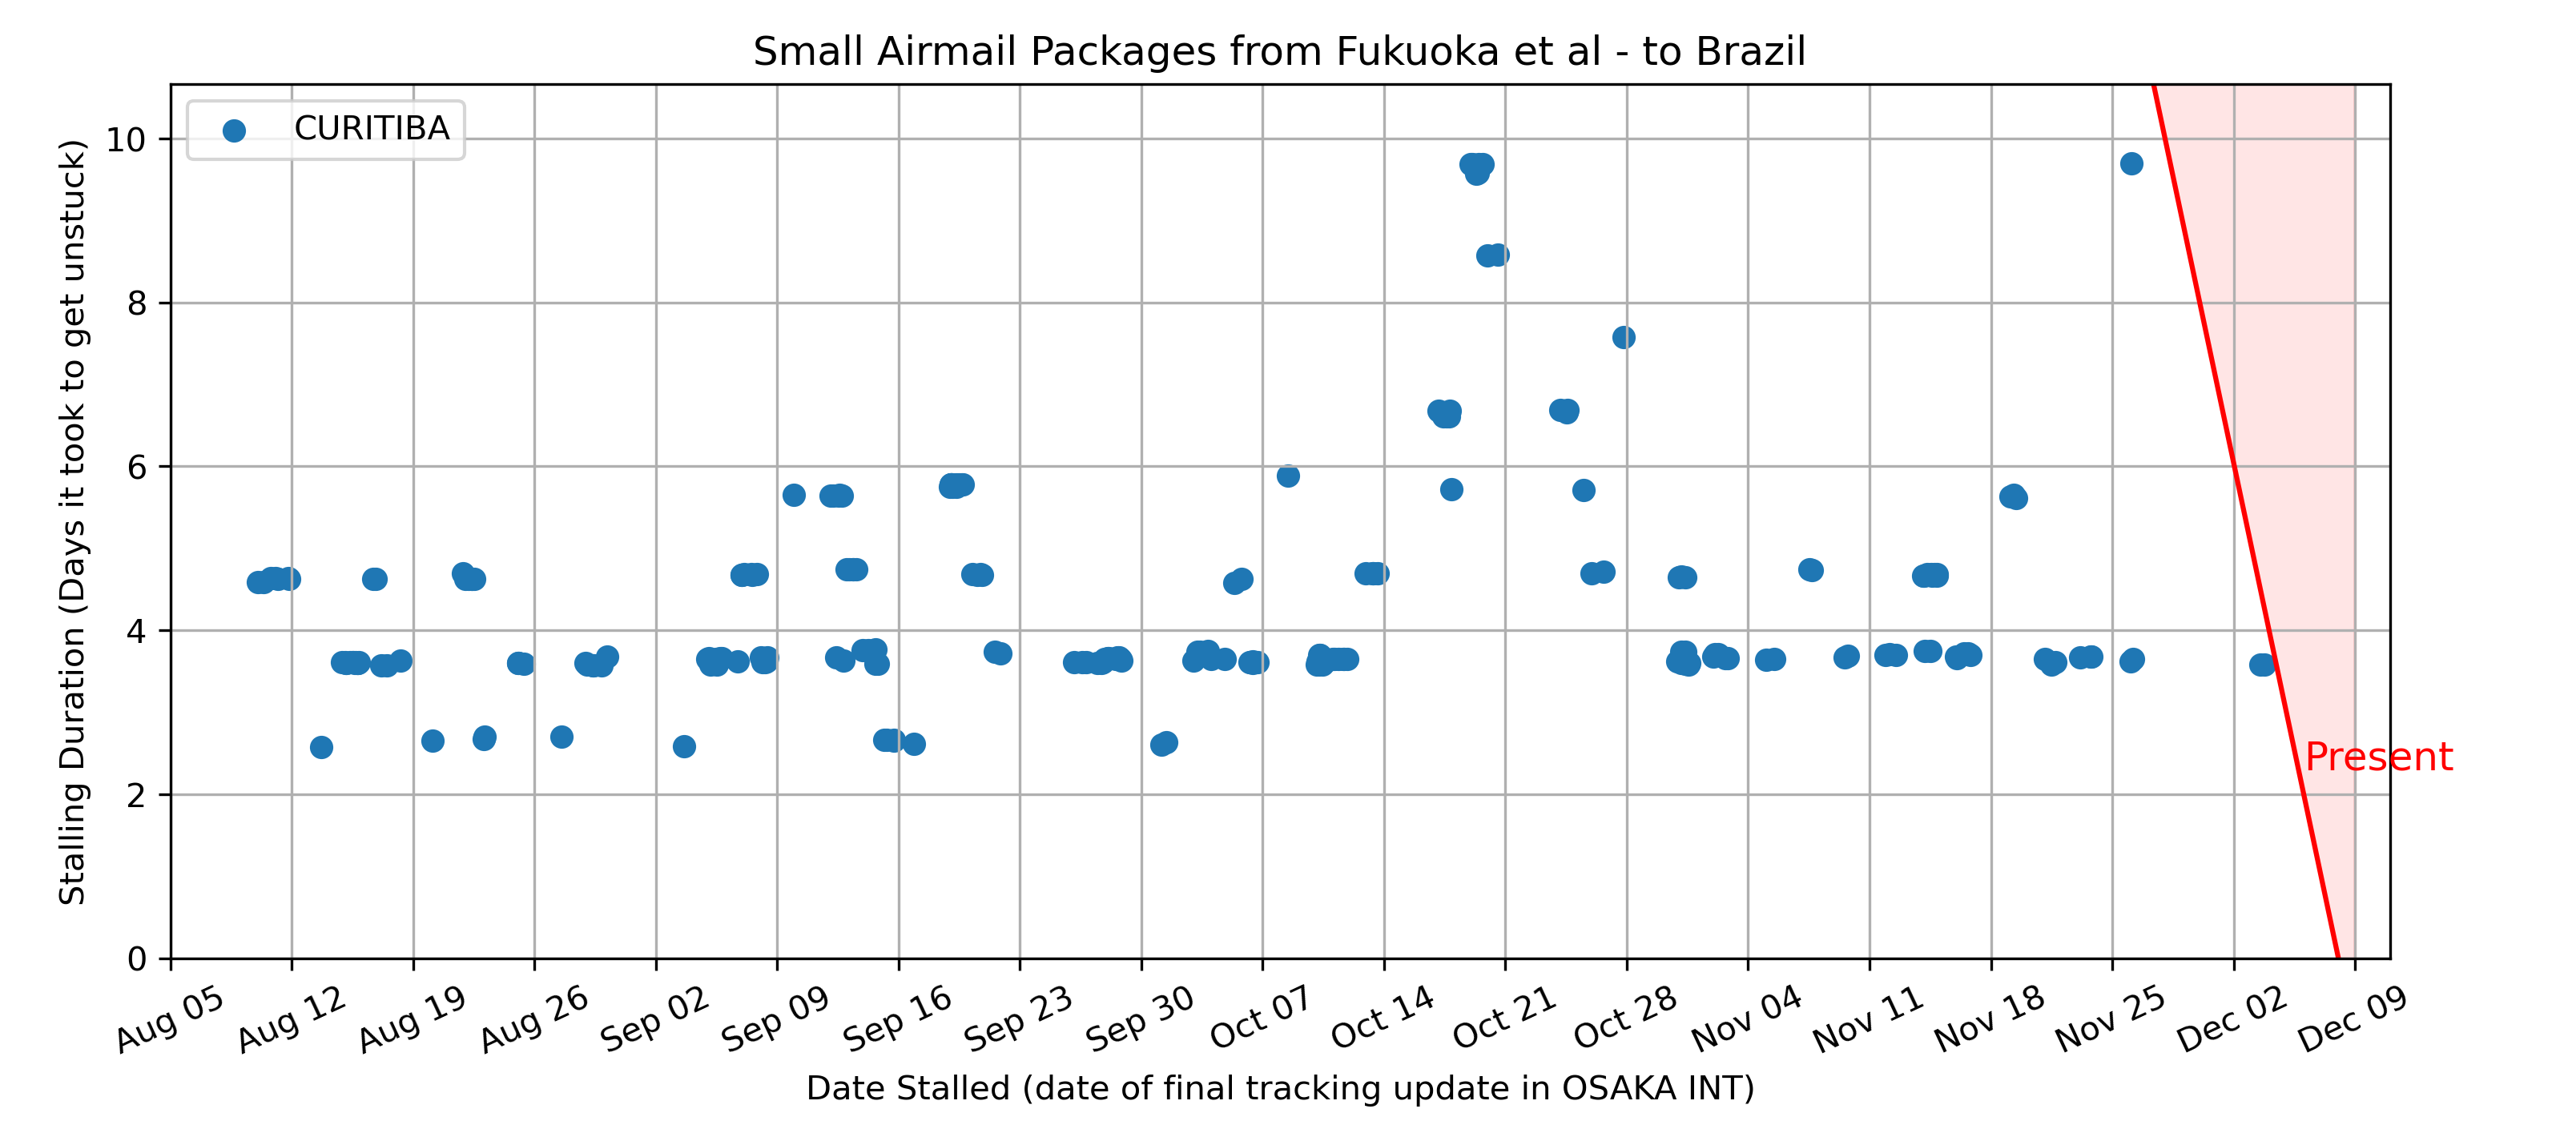 Small Airmail Packages from Fukuoka et al - to Brazil
CURITIBA
Stalling Duration (Days it took to get unstuck)
10
8
6
4
2
0
Present
Aug 05
Aug 12
Aug 19
Aug 26
Sep 02
Sep 09
Sep 16
Sep 23
Sep 30
Oct 07
Oct 14
Oct 21
Oct 28
Nov 04
Nov 11
Nov 18
Nov 25
Dec 02
Dec 09
Date Stalled (date of final tracking update in OSAKA INT)